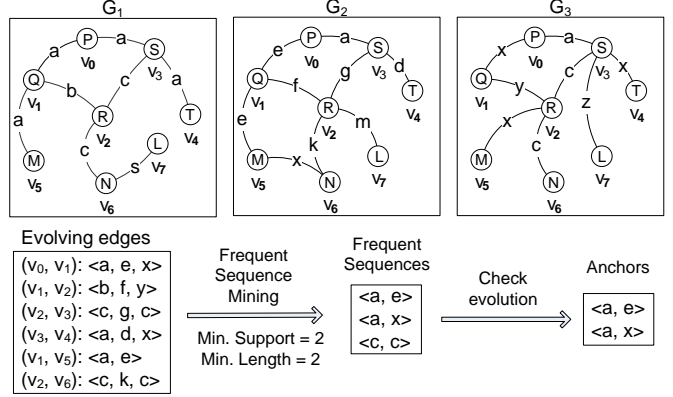 G1 G2 G3
P a S
a
V0 V3
Q b c a
V1 R T
a V2 V4
c L
M V7
V5 N s
V6
P a S
e
V0 V3 d
Q f g T
V1 R V4
e V2 m
k L
M x V7
V5 N
V6
P a S
x
V0 V3 x
Q y c T
V1 R z V4
x V2
c L
M V7
V5 N
V6
Evolving edges
(v0, v1): <a, e, x>
(v1, v2): <b, f, y>
(v2, v3): <c, g, c>
(v3, v4): <a, d, x>
(v1, v5): <a, e>
(v2, v6): <c, k, c>
Frequent
Sequence
Mining
Min. Support = 2
Min. Length = 2
Frequent
Sequences
<a, e>
<a, x>
<c, c>
Check
evolution
Anchors
<a, e>
<a, x>